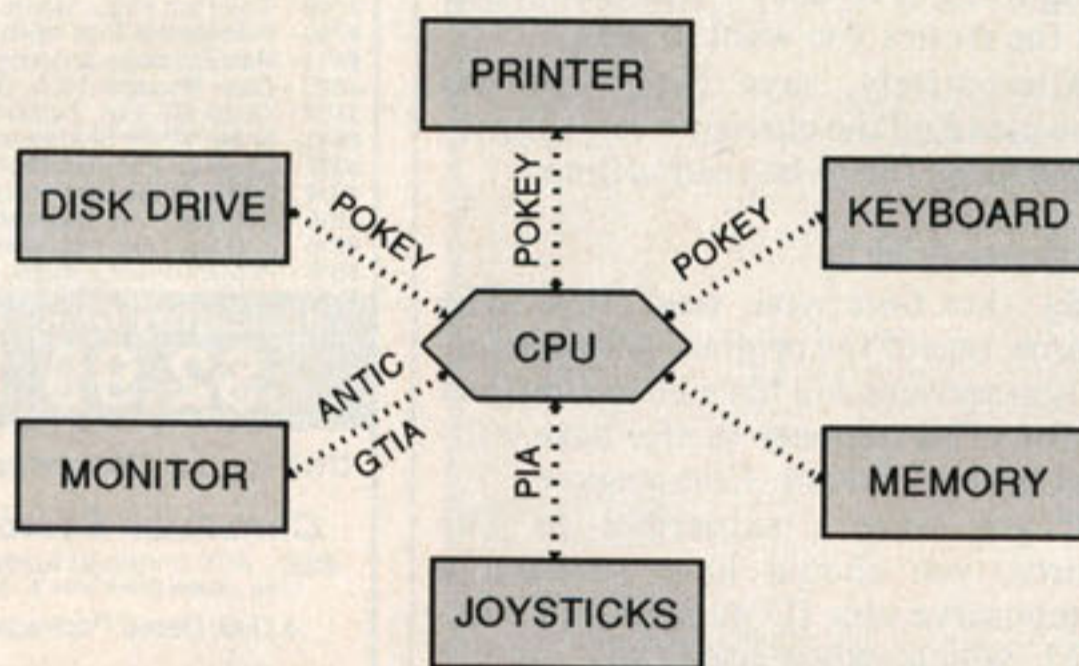 PRINTER
DISK DRIVE
POKEY
POKEY
POKEY
KEYBOARD
CPU
ANTIC
GTIA
MONITOR
PIA
MEMORY
JOYSTICKS